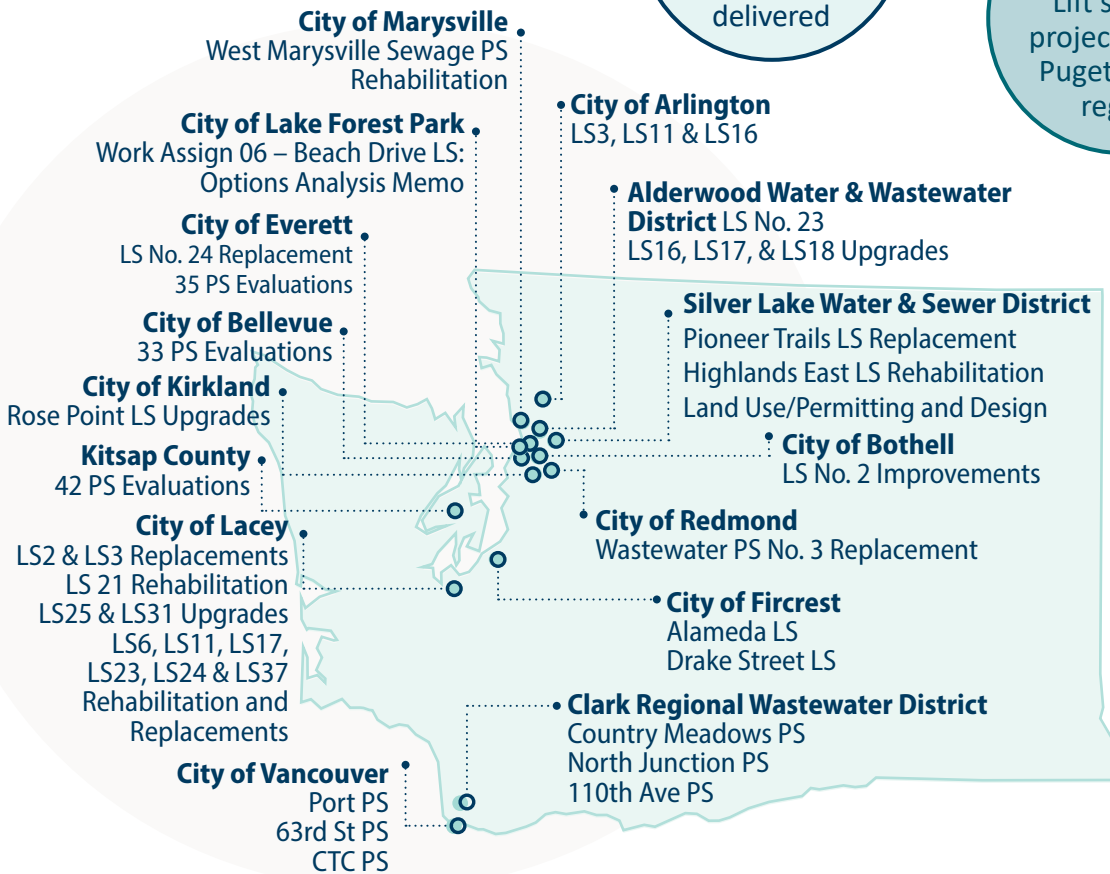 delivered
City of Marysville
West Marysville Sewage PS
Rehabilitation
City of Lake Forest Park
Work Assign 06 – Beach Drive LS:
Options Analysis Memo
City of Everett
LS No. 24 Replacement
35 PS Evaluations
City of Bellevue
33 PS Evaluations
City of Kirkland
Rose Point LS Upgrades
Kitsap County
42 PS Evaluations
City of Lacey
LS2 & LS3 Replacements
LS 21 Rehabilitation
LS25 & LS31 Upgrades
LS6, LS11, LS17,
LS23, LS24 & LS37
Rehabilitation and
Replacements
City of Vancouver
Port PS
63rd St PS
CTC PS
City of Arlington
LS3, LS11 & LS16
Alderwood Water & Wastewater
District LS No. 23
LS16, LS17, & LS18 Upgrades
Silver Lake Water & Sewer District
Pioneer Trails LS Replacement
Highlands East LS Rehabilitation
Land Use/Permitting and Design
City of Bothell
LS No. 2 Improvements
City of Redmond
Wastewater PS No. 3 Replacement
City of Fircrest
Alameda LS
Drake Street LS
Clark Regional Wastewater District
Country Meadows PS
North Junction PS
110th Ave PS
Lift
projec
Puget
reg